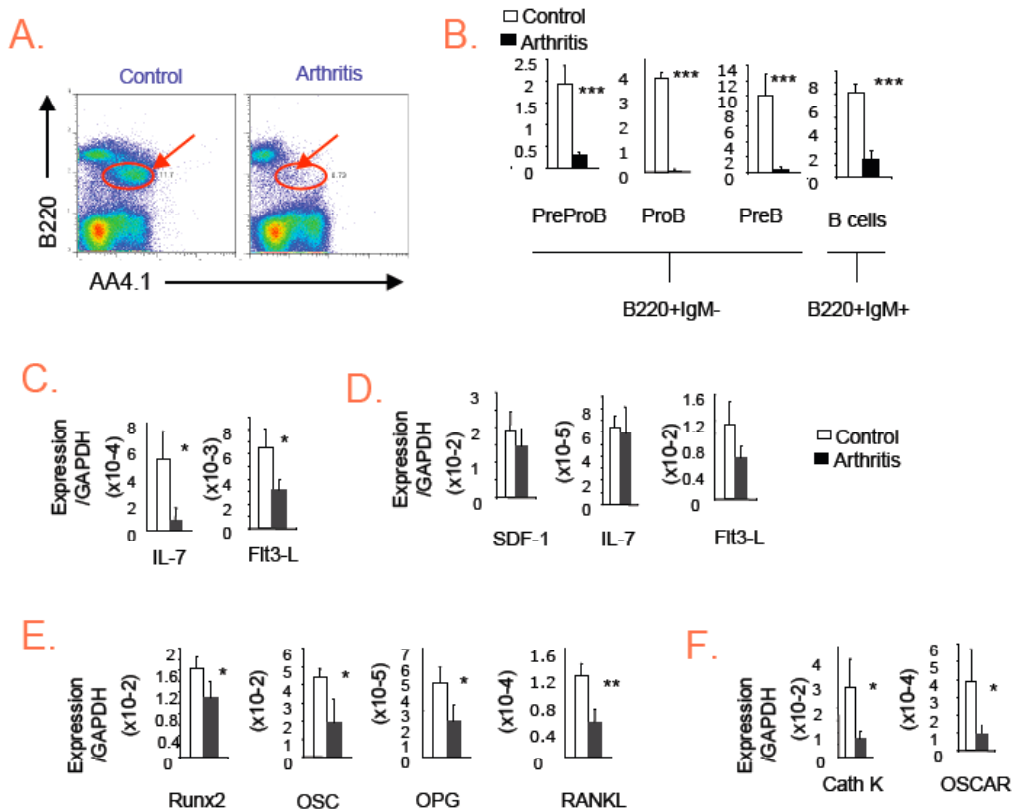 A.
Control
Arthritis
B220
AA4.1
B.
Control
Arthritis
2.5
2
1.5
1
.5
0
***
PreProB
4
3
2
1
0
***
ProB
14
12
10
8
6
4
2
0
***
PreB
8
6
4
2
0
***
B cells
B220+IgM-
B220+IgM+
C.
Expression
/GAPDH
(x10-4)
8
6
4
2
0
*
IL-7
(x10-3)
8
6
5
4
3
2
0
*
Flt3-L
D.
Expression
/GAPDH
(x10-2)
3
2
1
0
SDF-1
(x10-5)
8
6
4
2
0
IL-7
(x10-2)
1.6
1.2
0.8
0.4
0
Flt3-L
Control
Arthritis
E.
Expression
/GAPDH
(x10-2)
2
1.6
1.2
0.8
0.4
0
*
Runx2
(x10-2)
6
5
4
3
2
1
0
*
OSC
(x10-5)
7
6
5
4
3
2
1
0
*
OPG
(x10-4)
1.6
1.2
0.8
0.4
0
**
RANKL
F.
Expression
/GAPDH
(x10-2)
4
3
2
1
0
*
Cath K
(x10-4)
6
5
4
3
2
1
0
*
OSCAR